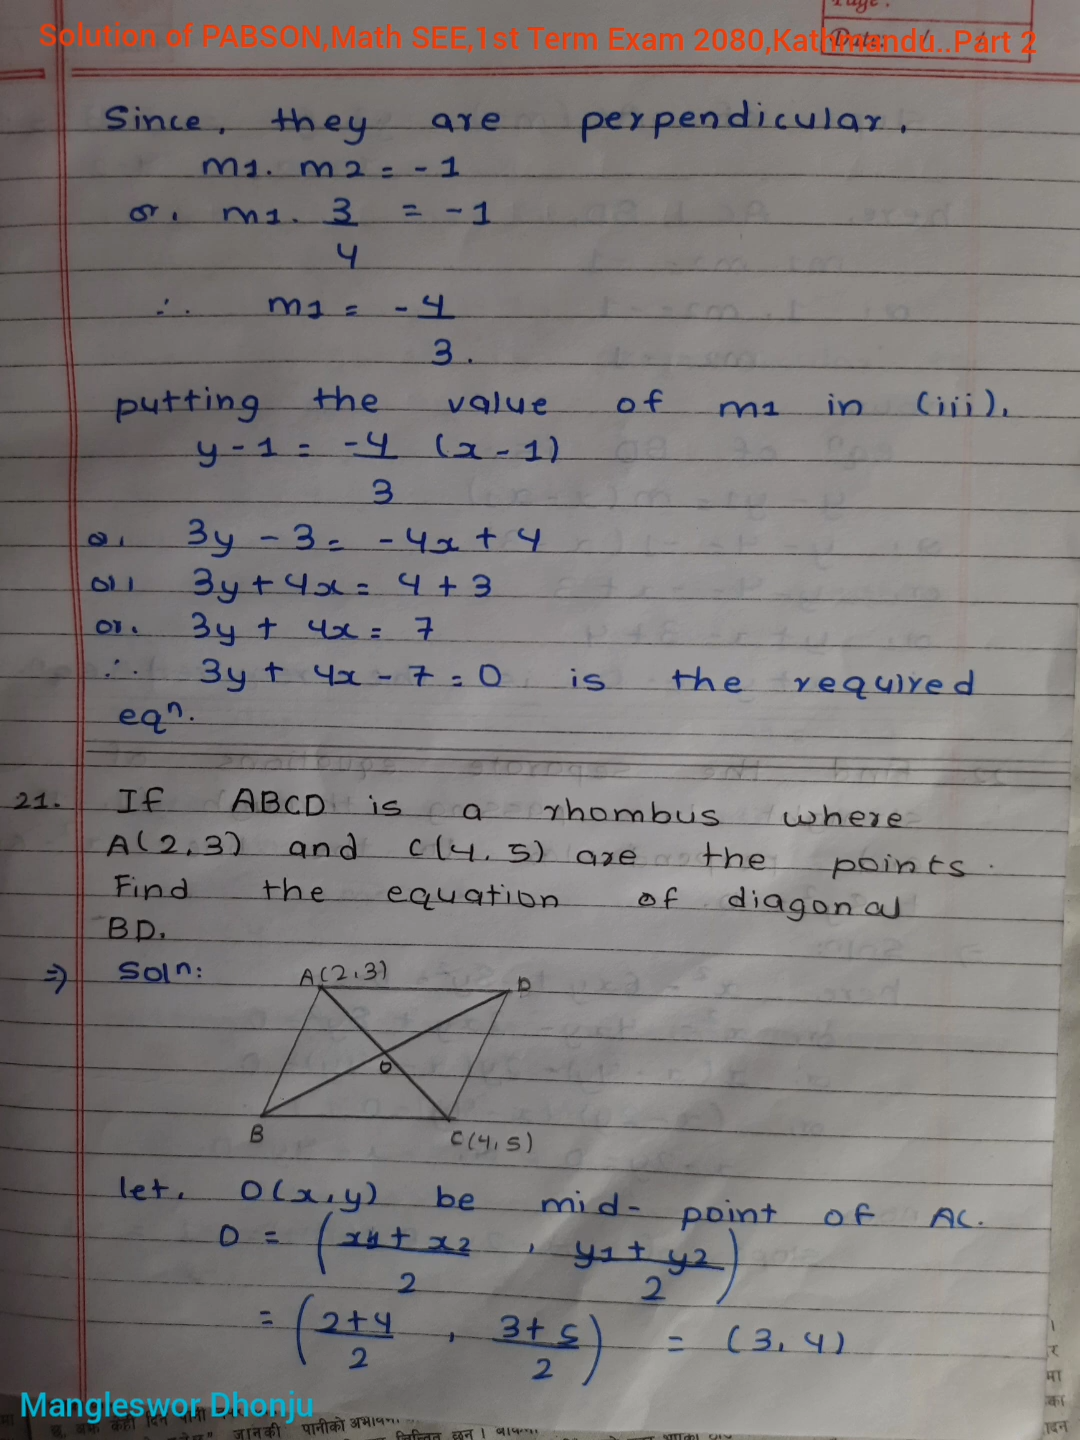 Page :
Solution of PABSON,Math SEE,1st Term Exam 2080,Kathmandu..Part 2
Date: / /
Since, they are perpendicular,
m1. m2 = -1
or, m1. 3/4 = -1
∴ m1 = -4/3.
putting the value of m1 in (iii),
y-1 = -4/3 (x-1)
or, 3y - 3 = -4x + 4
or, 3y + 4x = 4 + 3
or, 3y + 4x = 7
∴ 3y + 4x - 7 = 0 is the required
eqⁿ.
21. If ABCD is a rhombus where
A(2,3) and C(4,5) are the points.
Find the equation of diagonal
BD.
⇒ Solⁿ:
A(2,3) D
O
B C(4,5)
let, O(x,y) be mid-point of AC.
O = (x1 + x2/2 , y1 + y2/2)
= (2+4/2 , 3+5/2) = (3,4)
Mangleswor Dhonju
जानकी पानीको